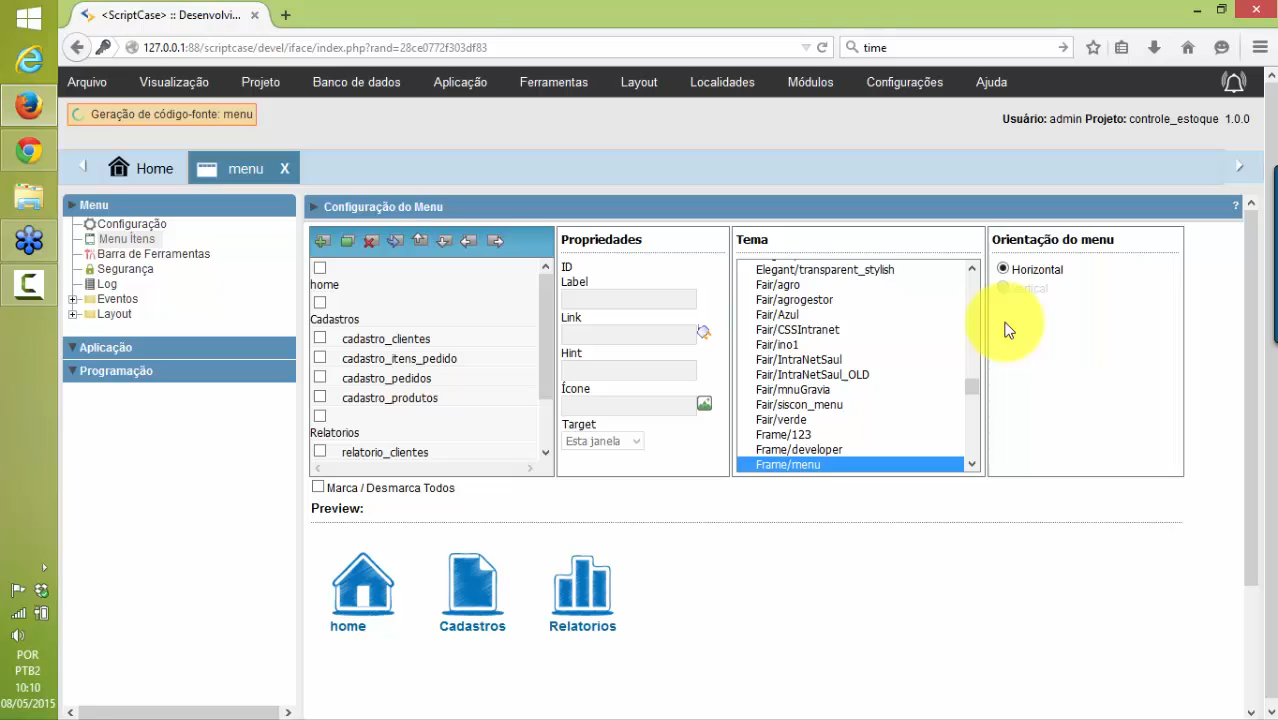 <ScriptCase> :: Desenvolvi...
127.0.0.1:88/scriptcase/devel/iface/index.php?rand=28ce0772f303df83
time
Arquivo Visualização Projeto Banco de dados Aplicação Ferramentas Layout Localidades Módulos Configurações Ajuda
Geração de código-fonte: menu
Usuário: admin Projeto: controle_estoque 1.0.0
Home
menu X
Menu
Configuração
Menu Ítens
Barra de Ferramentas
Segurança
Log
Eventos
Layout
Aplicação
Programação
Configuração do Menu ?
home
Cadastros
cadastro_clientes
cadastro_itens_pedido
cadastro_pedidos
cadastro_produtos
Relatorios
relatorio_clientes
Marca / Desmarca Todos
Propriedades
ID
Label
Link
Hint
Ícone
Target
Esta janela
Tema
Elegant/transparent_stylish
Fair/agro
Fair/agrogestor
Fair/Azul
Fair/CSSIntranet
Fair/ino1
Fair/IntraNetSaul
Fair/IntraNetSaul_OLD
Fair/mnuGravia
Fair/siscon_menu
Fair/verde
Frame/123
Frame/developer
Frame/menu
Orientação do menu
Horizontal
Vertical
Preview:
home
Cadastros
Relatorios
POR
PTB2
10:10
08/05/2015